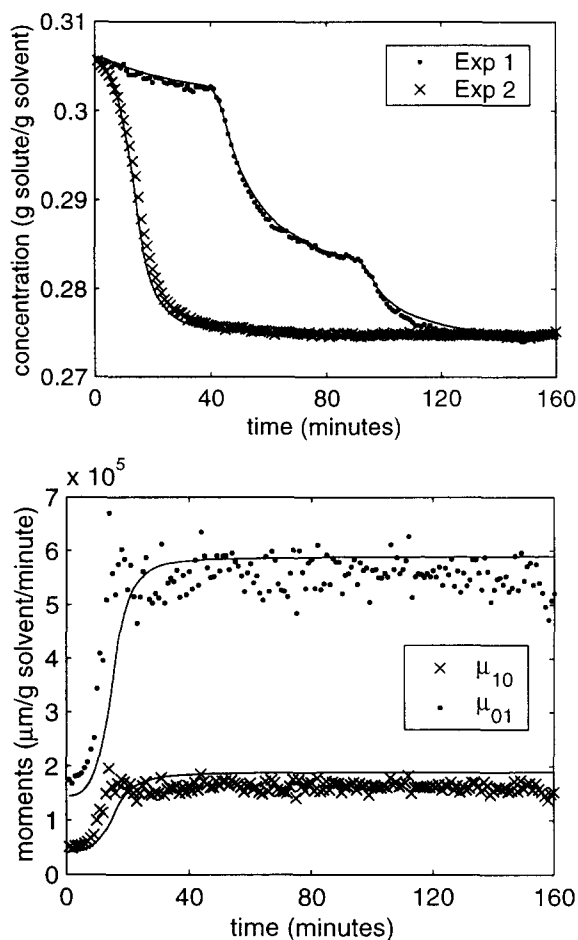 0.31
0.3
0.29
0.28
0.27
concentration (g solute/g solvent)
Exp 1
Exp 2
0 40 80 120 160
time (minutes)
x 10^5
7
6
5
4
3
2
1
0
moments (μm/g solvent/minute)
μ_10
μ_01
0 40 80 120 160
time (minutes)